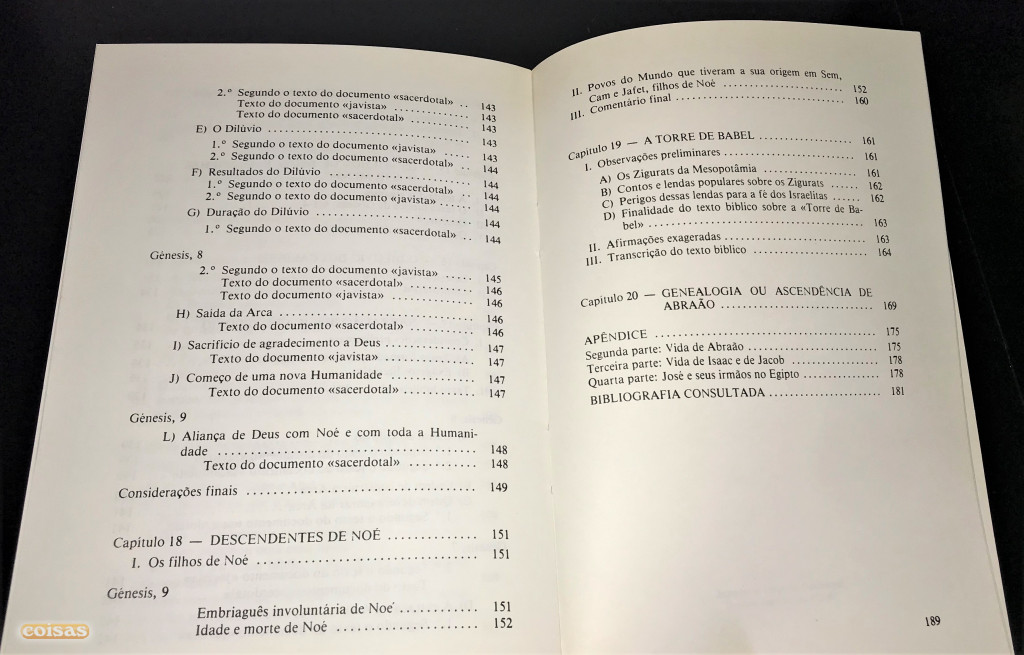 2.º Segundo o texto do documento «sacerdotal» .. 143
Texto do documento «javista» .............. 143
Texto do documento «sacerdotal» .......... 143
E) O Dilúvio .................................. 143
1.º Segundo o texto do documento «javista» ..... 143
2.º Segundo o texto do documento «sacerdotal» .. 144
F) Resultados do Dilúvio ...................... 144
1.º Segundo o texto do documento «sacerdotal» .. 144
2.º Segundo o texto do documento «javista» ..... 144
G) Duração do Dilúvio ........................ 144
1.º Segundo o texto do documento «sacerdotal» .. 144
Génesis, 8
2.º Segundo o texto do documento «javista» ..... 145
Texto do documento «sacerdotal» ........... 146
Texto do documento «javista» .............. 146
H) Saida da Arca ............................. 146
Texto do documento «sacerdotal» ........... 146
I) Sacrificio de agradecimento a Deus ............. 147
Texto do documento «javista» .............. 147
J) Começo de uma nova Humanidade ............. 147
Texto do documento «sacerdotal» ........... 147
Génesis, 9
L) Aliança de Deus com Noé e com toda a Humani-
dade ...................................... 148
Texto do documento «sacerdotal» ........... 148
Considerações finais .................................. 149
Capítulo 18 — DESCENDENTES DE NOÉ ............. 151
I. Os filhos de Noé ................................. 151
Génesis, 9
Embriaguês involuntária de Noé ............ 151
Idade e morte de Noé ..................... 152
II. Povos do Mundo que tiveram a sua origem em Sem,
Cam e Jafet, filhos de Noé .................. 152
III. Comentário final ........................... 160
Capítulo 19 — A TORRE DE BABEL ............... 161
I. Observações preliminares ...................... 161
A) Os Zigurats da Mesopotâmia ............... 161
B) Contos e lendas populares sobre os Zigurats ...... 162
C) Perigos dessas lendas para a fé dos Israelitas ...... 162
D) Finalidade do texto bíblico sobre a «Torre de Ba-
bel» ...................................... 163
II. Afirmações exageradas ........................ 163
III. Transcrição do texto bíblico ................... 164
Capítulo 20 — GENEALOGIA OU ASCENDÊNCIA DE
ABRAÃO ........................... 169
APÊNDICE ..................................... 175
Segunda parte: Vida de Abraão ...................... 175
Terceira parte: Vida de Isaac e de Jacob .............. 178
Quarta parte: José e seus irmãos no Egipto .............. 178
BIBLIOGRAFIA CONSULTADA .................... 181
189
coisas